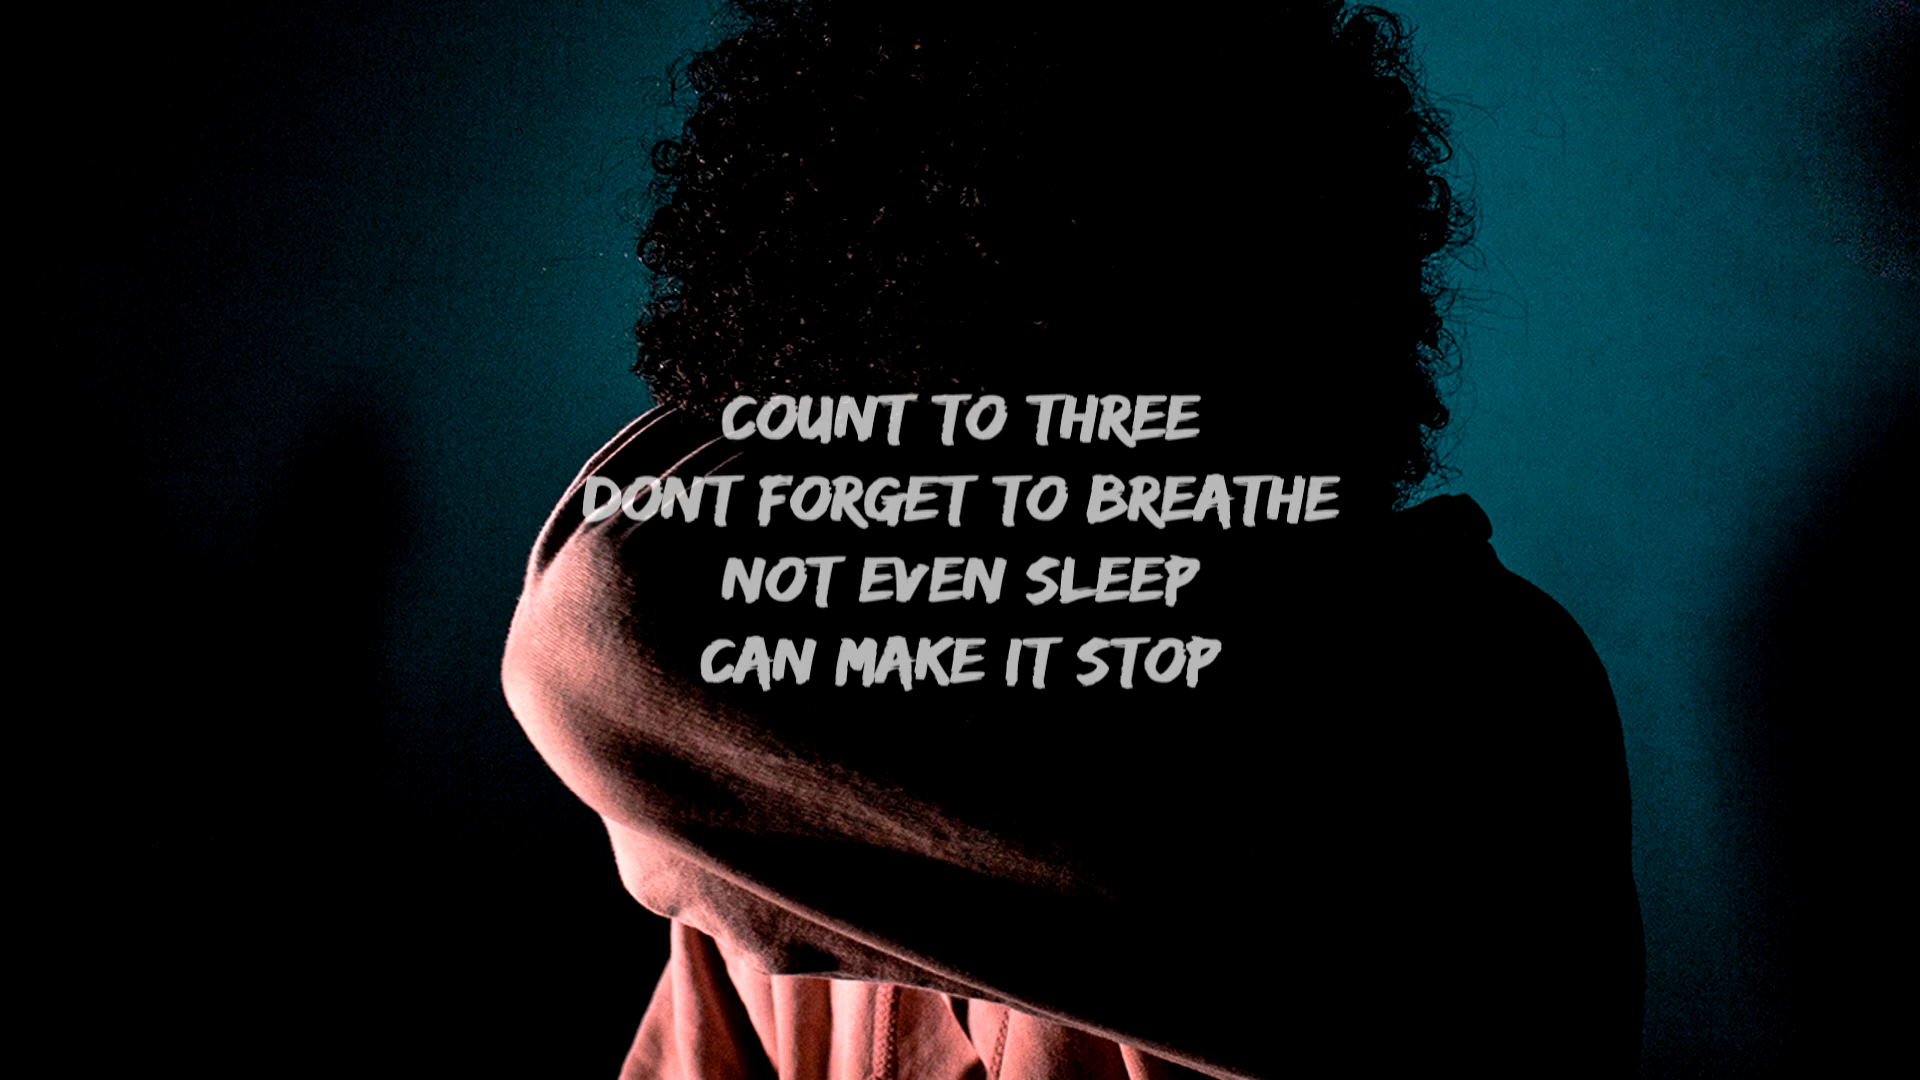 COUNT TO THREE
DONT FORGET TO BREATHE
NOT EVEN SLEEP
CAN MAKE IT STOP